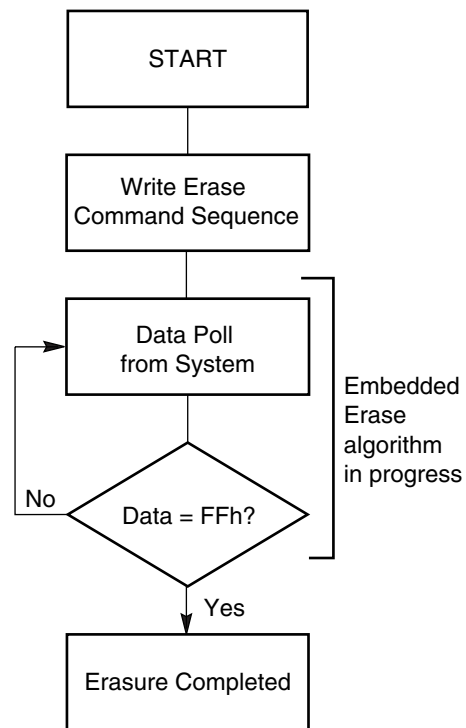 START
Write Erase
Command Sequence
Data Poll
from System
Embedded
Erase
algorithm
in progress
No
Data = FFh?
Yes
Erasure Completed